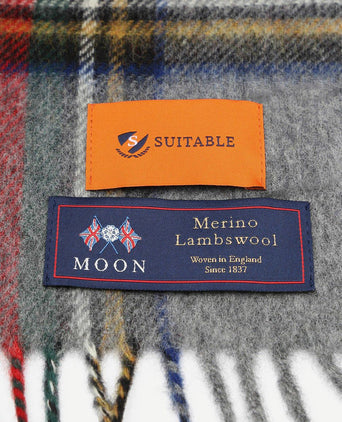 S SUITABLE
Merino
Lambswool
MOON
Woven in England
Since 1837